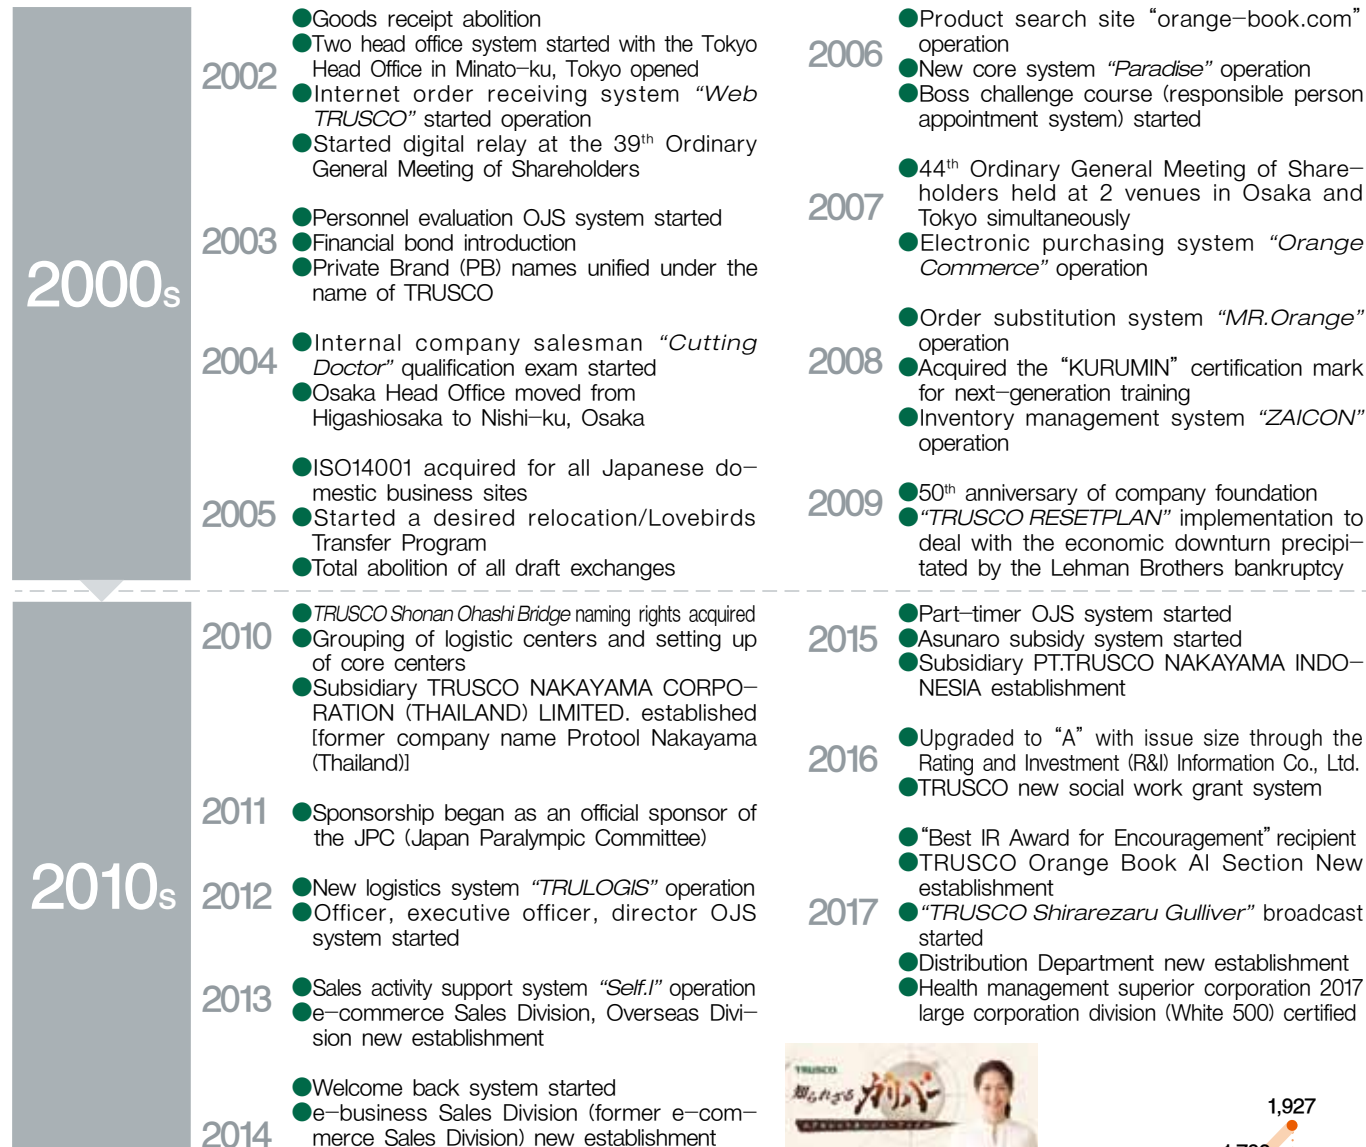 2000s
2002
●Goods receipt abolition
●Two head office system started with the Tokyo
Head Office in Minato-ku, Tokyo opened
●Internet order receiving system “Web
TRUSCO” started operation
●Started digital relay at the 39th Ordinary
General Meeting of Shareholders
2003
●Personnel evaluation OJS system started
●Financial bond introduction
●Private Brand (PB) names unified under the
name of TRUSCO
2004
●Internal company salesman “Cutting
Doctor” qualification exam started
●Osaka Head Office moved from
Higashiosaka to Nishi-ku, Osaka
2005
●ISO14001 acquired for all Japanese do-
mestic business sites
●Started a desired relocation/Lovebirds
Transfer Program
●Total abolition of all draft exchanges
2006
●Product search site “orange-book.com”
operation
●New core system “Paradise” operation
●Boss challenge course (responsible person
appointment system) started
2007
●44th Ordinary General Meeting of Share-
holders held at 2 venues in Osaka and
Tokyo simultaneously
●Electronic purchasing system “Orange
Commerce” operation
2008
●Order substitution system “MR.Orange”
operation
●Acquired the “KURUMIN” certification mark
for next-generation training
●Inventory management system “ZAICON”
operation
2009
●50th anniversary of company foundation
●“TRUSCO RESETPLAN” implementation to
deal with the economic downturn precipi-
tated by the Lehman Brothers bankruptcy
2010s
2010
●TRUSCO Shonan Ohashi Bridge naming rights acquired
●Grouping of logistic centers and setting up
of core centers
●Subsidiary TRUSCO NAKAYAMA CORPO-
RATION (THAILAND) LIMITED. established
[former company name Protool Nakayama
(Thailand)]
2011
●Sponsorship began as an official sponsor of
the JPC (Japan Paralympic Committee)
2012
●New logistics system “TRULOGIS” operation
●Officer, executive officer, director OJS
system started
2013
●Sales activity support system “Self.I” operation
●e-commerce Sales Division, Overseas Divi-
sion new establishment
2014
●Welcome back system started
●e-business Sales Division (former e-com-
merce Sales Division) new establishment
2015
●Part-timer OJS system started
●Asunaro subsidy system started
●Subsidiary PT.TRUSCO NAKAYAMA INDO-
NESIA establishment
2016
●Upgraded to “A” with issue size through the
Rating and Investment (R&I) Information Co., Ltd.
●TRUSCO new social work grant system
2017
●“Best IR Award for Encouragement” recipient
●TRUSCO Orange Book AI Section New
establishment
●“TRUSCO Shirarezaru Gulliver” broadcast
started
●Distribution Department new establishment
●Health management superior corporation 2017
large corporation division (White 500) certified
TRUSCO
知られざるガリバー
1,927